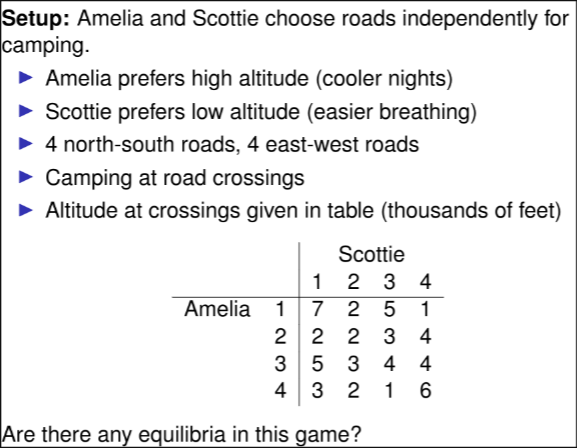 Setup: Amelia and Scottie choose roads independently for
camping.
▶ Amelia prefers high altitude (cooler nights)
▶ Scottie prefers low altitude (easier breathing)
▶ 4 north-south roads, 4 east-west roads
▶ Camping at road crossings
▶ Altitude at crossings given in table (thousands of feet)
Scottie
1 2 3 4
Amelia 1 7 2 5 1
2 2 2 3 4
3 5 3 4 4
4 3 2 1 6
Are there any equilibria in this game?